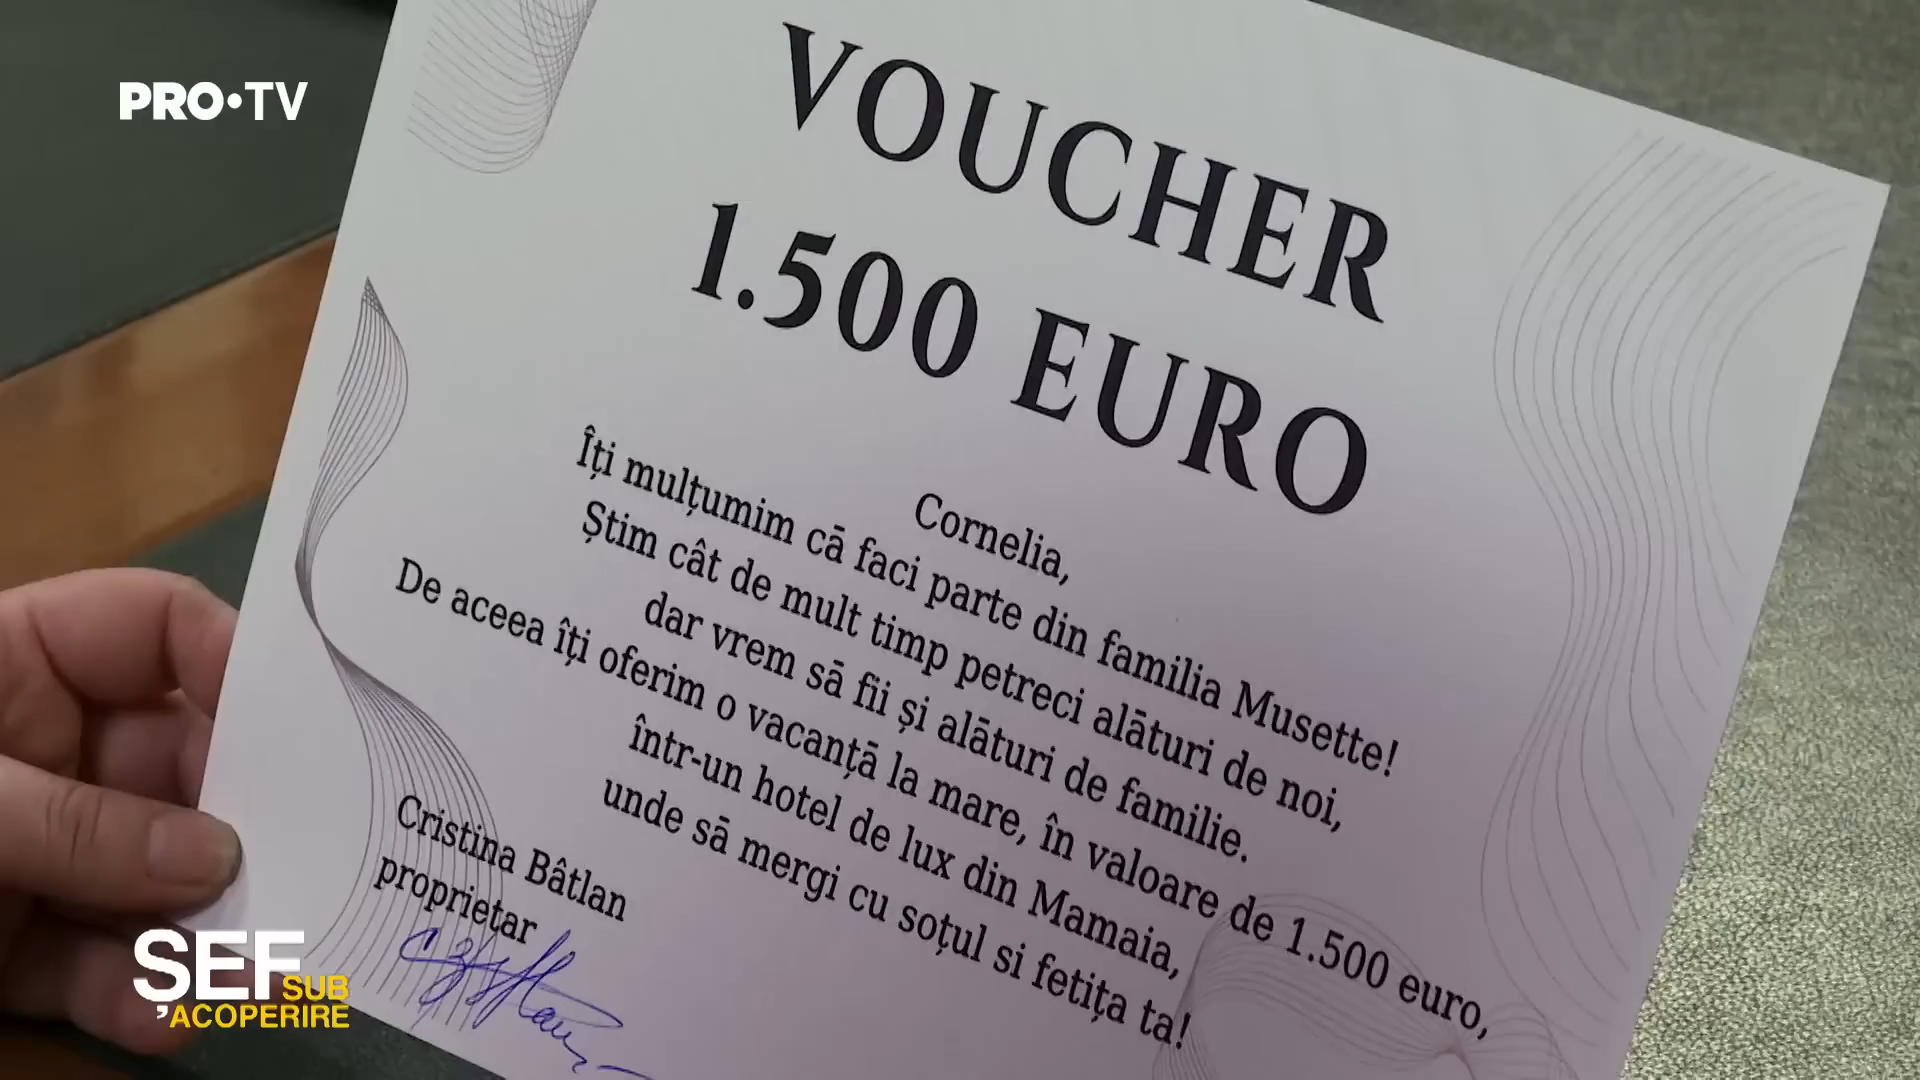 PRO•TV
VOUCHER
1.500 EURO
Cornelia,
Îți mulțumim că faci parte din familia Musette!
Știm cât de mult timp petreci alături de noi,
dar vrem să fii și alături de familie.
De aceea îți oferim o vacanță la mare, în valoare de 1.500 euro,
într-un hotel de lux din Mamaia,
unde să mergi cu soțul si fetița ta!
Cristina Bâtlan
proprietar
ȘEF
SUB
ACOPERIRE